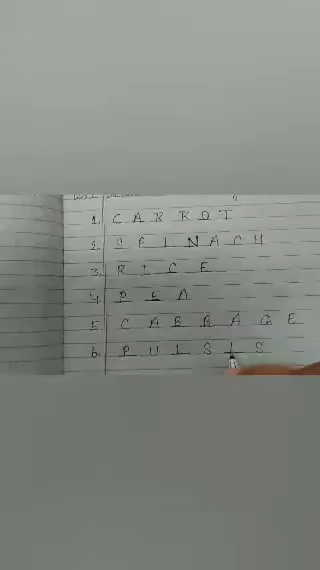 1. C A R R O T
2. S P I N A C H
3. R I C E
4. P E A
5. C A B B A G E
6. P U L S E S